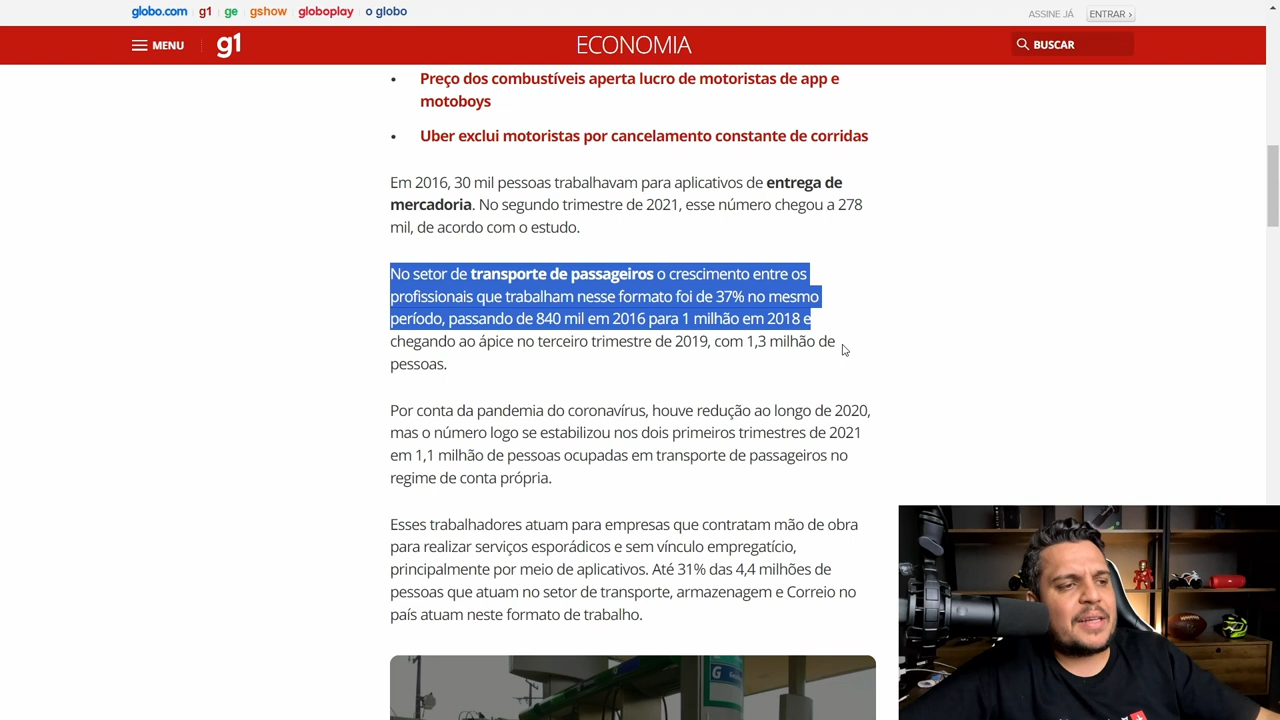 globo.com g1 ge gshow globoplay o globo ASSINE JÁ ENTRAR ›
MENU g1 ECONOMIA BUSCAR
• Preço dos combustíveis aperta lucro de motoristas de app e
motoboys
• Uber exclui motoristas por cancelamento constante de corridas
Em 2016, 30 mil pessoas trabalhavam para aplicativos de entrega de
mercadoria. No segundo trimestre de 2021, esse número chegou a 278
mil, de acordo com o estudo.
No setor de transporte de passageiros o crescimento entre os
profissionais que trabalham nesse formato foi de 37% no mesmo
período, passando de 840 mil em 2016 para 1 milhão em 2018 e
chegando ao ápice no terceiro trimestre de 2019, com 1,3 milhão de
pessoas.
Por conta da pandemia do coronavírus, houve redução ao longo de 2020,
mas o número logo se estabilizou nos dois primeiros trimestres de 2021
em 1,1 milhão de pessoas ocupadas em transporte de passageiros no
regime de conta própria.
Esses trabalhadores atuam para empresas que contratam mão de obra
para realizar serviços esporádicos e sem vínculo empregatício,
principalmente por meio de aplicativos. Até 31% das 4,4 milhões de
pessoas que atuam no setor de transporte, armazenagem e Correio no
país atuam neste formato de trabalho.
G